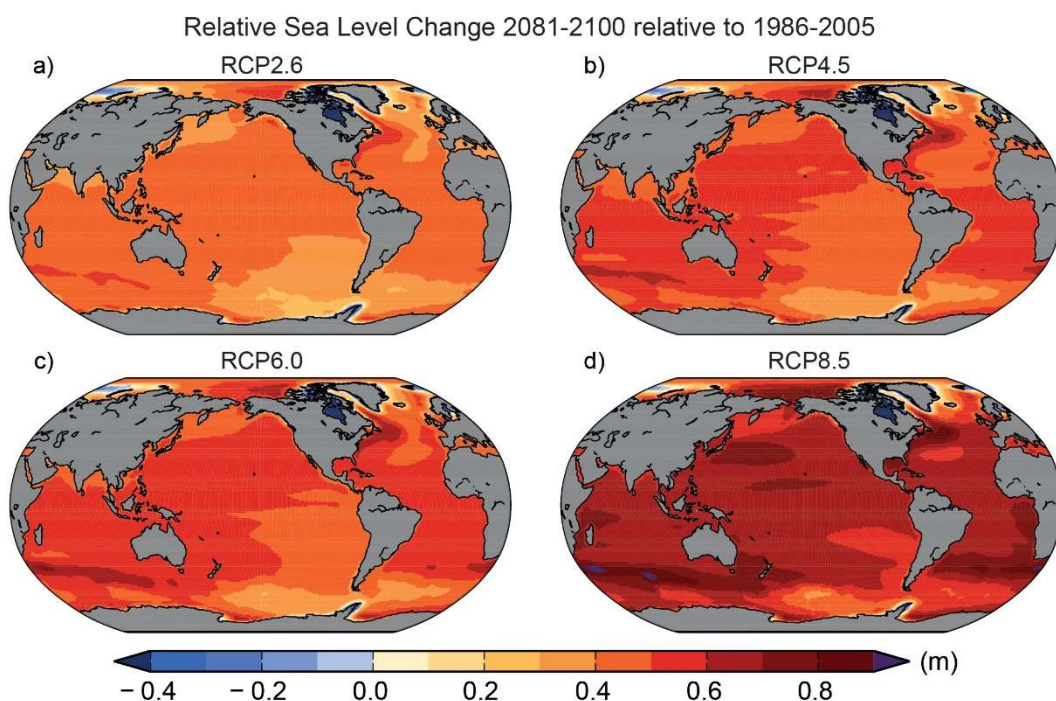 Relative Sea Level Change 2081-2100 relative to 1986-2005
a) RCP2.6
b) RCP4.5
c) RCP6.0
d) RCP8.5
(m)
−0.4 −0.2 0.0 0.2 0.4 0.6 0.8